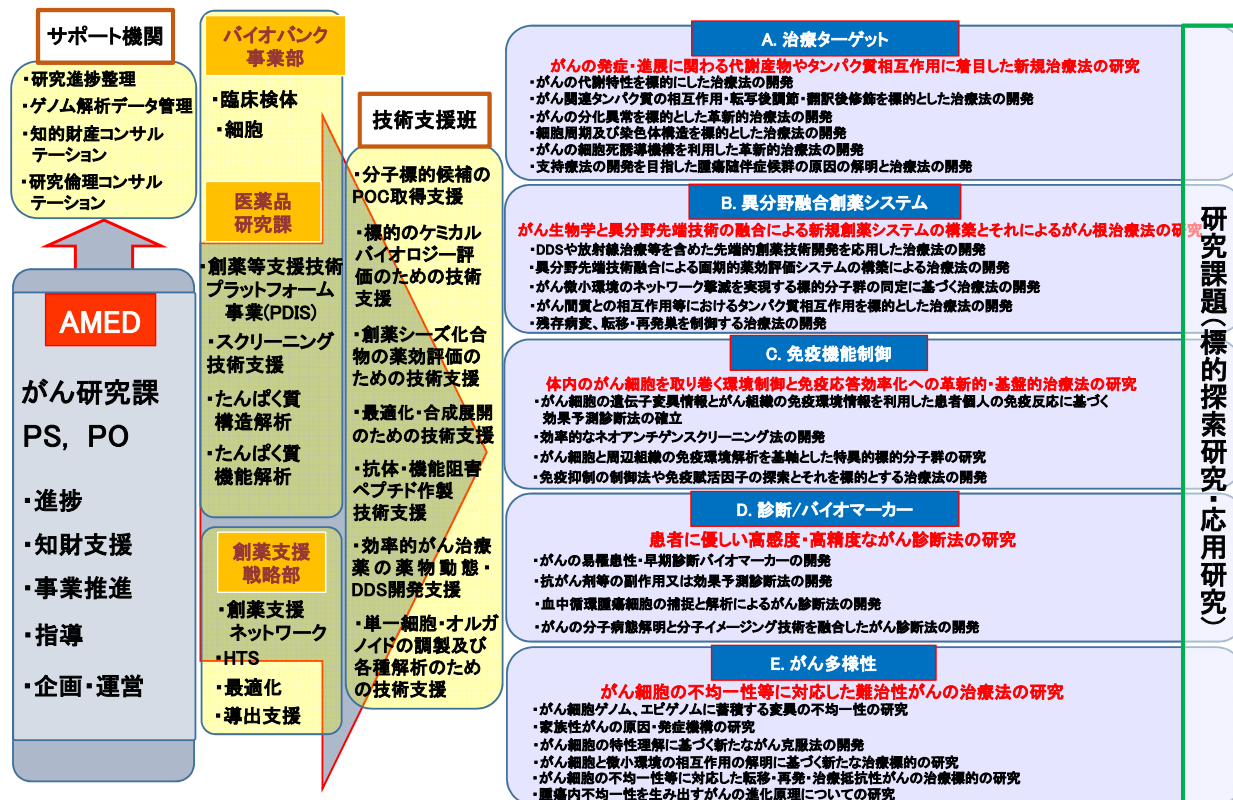 サポート機関
・研究進捗整理
・ゲノム解析データ管理
・知的財産コンサル
テーション
・研究倫理コンサル
テーション
AMED
がん研究課
PS, PO
・進捗
・知財支援
・事業推進
・指導
・企画・運営
バイオバンク
事業部
・臨床検体
・細胞
医薬品
研究課
・創薬等支援技術
プラットフォーム
事業(PDIS)
・スクリーニング
技術支援
・たんぱく質
構造解析
・たんぱく質
機能解析
創薬支援
戦略部
・創薬支援
ネットワーク
・HTS
・最適化
・導出支援
技術支援班
・分子標的候補の
POC取得支援
・標的のケミカル
バイオロジー評
価のための技術
支援
・創薬シーズ化合
物の薬効評価の
ための技術支援
・最適化・合成展開
のための技術支援
・抗体・機能阻害
ペプチド作製
技術支援
・効率的がん治療
薬の薬物動態・
DDS開発支援
・単一細胞・オルガ
ノイドの調製及び
各種解析のため
の技術支援
A. 治療ターゲット
がんの発症・進展に関わる代謝産物やタンパク質相互作用に着目した新規治療法の研究
・がんの代謝特性を標的にした治療法の開発
・がん関連タンパク質の相互作用・転写後調節・翻訳後修飾を標的とした治療法の開発
・がんの分化異常を標的とした革新的治療法の開発
・細胞周期及び染色体構造を標的とした治療法の開発
・がんの細胞死誘導機構を利用した革新的治療法の開発
・支持療法の開発を目指した腫瘍随伴症候群の原因の解明と治療法の開発
B. 異分野融合創薬システム
がん生物学と異分野先端技術の融合による新規創薬システムの構築とそれによるがん根治療法の研究
・DDSや放射線治療等を含めた先端的創薬技術開発を応用した治療法の開発
・異分野先端技術融合による画期的薬効評価システムの構築による治療法の開発
・がん微小環境のネットワーク撃滅を実現する標的分子群の同定に基づく治療法の開発
・がん間質との相互作用等におけるタンパク質相互作用を標的とした治療法の開発
・残存病変、転移・再発巣を制御する治療法の開発
C. 免疫機能制御
体内のがん細胞を取り巻く環境制御と免疫応答効率化への革新的・基盤的治療法の研究
・がん細胞の遺伝子変異情報とがん組織の免疫環境情報を利用した患者個人の免疫反応に基づく
効果予測診断法の確立
・効率的なネオアンチゲンスクリーニング法の開発
・がん細胞と周辺組織の免疫環境解析を基軸とした特異的標的分子群の研究
・免疫抑制の制御法や免疫賦活因子の探索とそれを標的とする治療法の開発
D. 診断/バイオマーカー
患者に優しい高感度・高精度ながん診断法の研究
・がんの易罹患性・早期診断バイオマーカーの開発
・抗がん剤等の副作用又は効果予測診断法の開発
・血中循環腫瘍細胞の捕捉と解析によるがん診断法の開発
・がんの分子病態解明と分子イメージング技術を融合したがん診断法の開発
E. がん多様性
がん細胞の不均一性等に対応した難治性がんの治療法の研究
・がん細胞ゲノム、エピゲノムに蓄積する変異の不均一性の研究
・家族性がんの原因・発症機構の研究
・がん細胞の特性理解に基づく新たながん克服法の開発
・がん細胞と微小環境の相互作用の解明に基づく新たな治療標的の研究
・がん細胞の不均一性等に対応した転移・再発・治療抵抗性がんの治療標的の研究
・腫瘍内不均一性を生み出すがんの進化原理についての研究
研究課題（標的探索研究・応用研究）